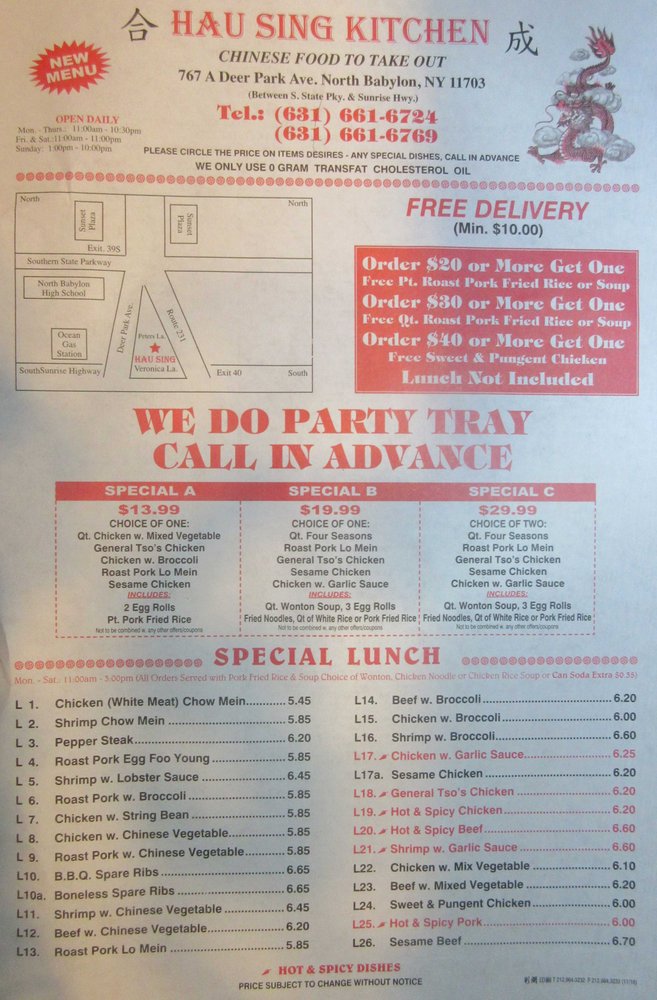 合 HAU SING KITCHEN 成
NEW MENU
CHINESE FOOD TO TAKE OUT
767 A Deer Park Ave. North Babylon, NY 11703
(Between S. State Pky. & Sunrise Hwy.)
Tel.: (631) 661-6724
(631) 661-6769
OPEN DAILY
Mon. - Thurs.: 11:00am - 10:30pm
Fri. & Sat.:11:00am - 11:00pm
Sunday: 1:00pm - 10:00pm
PLEASE CIRCLE THE PRICE ON ITEMS DESIRES - ANY SPECIAL DISHES, CALL IN ADVANCE
WE ONLY USE 0 GRAM TRANSFAT CHOLESTEROL OIL
North
North
Sunset Plaza
Sunset Plaza
Exit. 39S
Southern State Parkway
North Babylon
High School
Deer Park Ave.
Route 231
Ocean
Gas
Station
Peters La.
HAU SING
Veronica La.
SouthSunrise Highway
Exit 40
South
FREE DELIVERY
(Min. $10.00)
Order $20 or More Get One
Free Pt. Roast Pork Fried Rice or Soup
Order $30 or More Get One
Free Qt. Roast Pork Fried Rice or Soup
Order $40 or More Get One
Free Sweet & Pungent Chicken
Lunch Not Included
WE DO PARTY TRAY
CALL IN ADVANCE
SPECIAL A
$13.99
CHOICE OF ONE:
Qt. Chicken w. Mixed Vegetable
General Tso's Chicken
Chicken w. Broccoli
Roast Pork Lo Mein
Sesame Chicken
INCLUDES:
2 Egg Rolls
Pt. Pork Fried Rice
Not to be combined w. any other offers/coupons
SPECIAL B
$19.99
CHOICE OF ONE:
Qt. Four Seasons
Roast Pork Lo Mein
General Tso's Chicken
Sesame Chicken
Chicken w. Garlic Sauce
INCLUDES:
Qt. Wonton Soup, 3 Egg Rolls
Fried Noodles, Qt of White Rice or Pork Fried Rice
Not to be combined w. any other offers/coupons
SPECIAL C
$29.99
CHOICE OF TWO:
Qt. Four Seasons
Roast Pork Lo Mein
General Tso's Chicken
Sesame Chicken
Chicken w. Garlic Sauce
INCLUDES:
Qt. Wonton Soup, 3 Egg Rolls
Fried Noodles, Qt of White Rice or Pork Fried Rice
Not to be combined w. any other offers/coupons
SPECIAL LUNCH
Mon. - Sat.: 11:00am - 3:00pm (All Orders Served with Pork Fried Rice & Soup Choice of Wonton, Chicken Noodle or Chicken Rice Soup or Can Soda Extra $0.35)
L 1. Chicken (White Meat) Chow Mein........... 5.45
L 2. Shrimp Chow Mein ........... 5.85
L 3. Pepper Steak........... 6.20
L 4. Roast Pork Egg Foo Young ........... 5.85
L 5. Shrimp w. Lobster Sauce ........... 6.45
L 6. Roast Pork w. Broccoli ........... 5.85
L 7. Chicken w. String Bean ........... 5.85
L 8. Chicken w. Chinese Vegetable........... 5.85
L 9. Roast Pork w. Chinese Vegetable........... 5.85
L10. B.B.Q. Spare Ribs ........... 6.65
L10a. Boneless Spare Ribs ........... 6.65
L11. Shrimp w. Chinese Vegetable ........... 6.45
L12. Beef w. Chinese Vegetable........... 6.20
L13. Roast Pork Lo Mein ........... 5.85
L14. Beef w. Broccoli ........... 6.20
L15. Chicken w. Broccoli ........... 6.00
L16. Shrimp w. Broccoli........... 6.60
L17. Chicken w. Garlic Sauce........... 6.25
L17a. Sesame Chicken ........... 6.20
L18. General Tso's Chicken ........... 6.20
L19. Hot & Spicy Chicken ........... 6.20
L20. Hot & Spicy Beef ........... 6.60
L21. Shrimp w. Garlic Sauce ........... 6.60
L22. Chicken w. Mix Vegetable ........... 6.10
L23. Beef w. Mixed Vegetable ........... 6.20
L24. Sweet & Pungent Chicken ........... 6.00
L25. Hot & Spicy Pork ........... 6.00
L26. Sesame Beef ........... 6.70
HOT & SPICY DISHES
PRICE SUBJECT TO CHANGE WITHOUT NOTICE